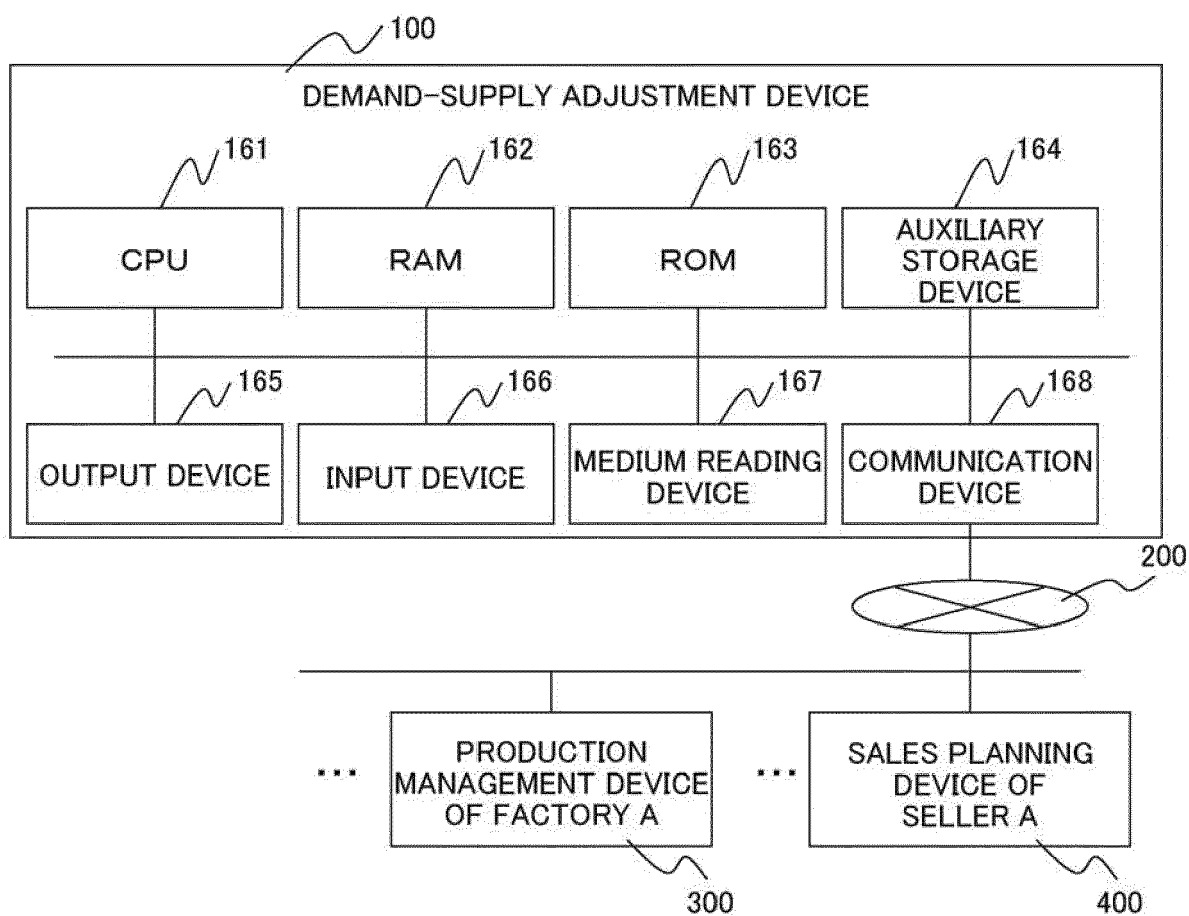 100
DEMAND-SUPPLY ADJUSTMENT DEVICE
161
162
163
164
CPU
RAM
ROM
AUXILIARY
STORAGE
DEVICE
165
166
167
168
OUTPUT DEVICE
INPUT DEVICE
MEDIUM READING
DEVICE
COMMUNICATION
DEVICE
200
...
PRODUCTION
MANAGEMENT DEVICE
OF FACTORY A
...
SALES PLANNING
DEVICE OF
SELLER A
300
400